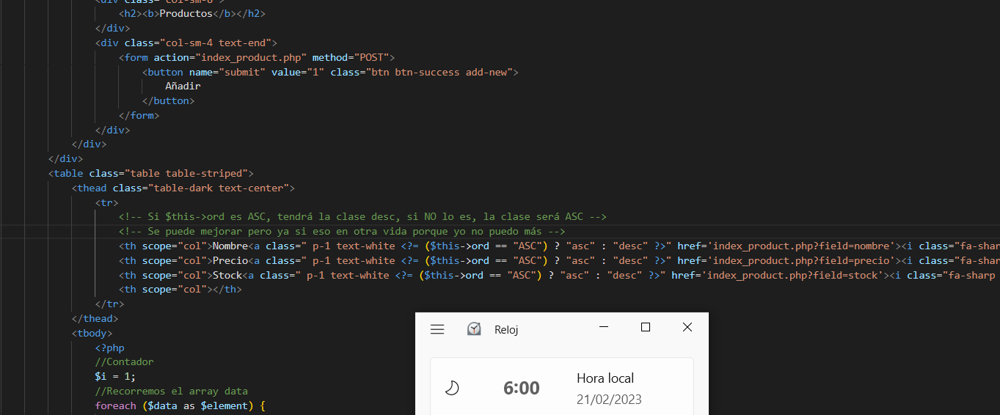 <div class="col-sm-8">
<h2><b>Productos</b></h2>
</div>
<div class="col-sm-4 text-end">
<form action="index_product.php" method="POST">
<button name="submit" value="1" class="btn btn-success add-new">
Añadir
</button>
</form>
</div>
</div>
</div>
<table class="table table-striped">
<thead class="table-dark text-center">
<tr>
<!-- Si $this->ord es ASC, tendrá la clase desc, si NO lo es, la clase será ASC -->
<!-- Se puede mejorar pero ya si eso en otra vida porque yo no puedo más -->
<th scope="col">Nombre<a class=" p-1 text-white <?= ($this->ord == "ASC") ? "asc" : "desc" ?>" href='index_product.php?field=nombre'><i class="fa-shar
<th scope="col">Precio<a class=" p-1 text-white <?= ($this->ord == "ASC") ? "asc" : "desc" ?>" href='index_product.php?field=precio'><i class="fa-shar
<th scope="col">Stock<a class=" p-1 text-white <?= ($this->ord == "ASC") ? "asc" : "desc" ?>" href='index_product.php?field=stock'><i class="fa-sharp
<th scope="col"></th>
</tr>
</thead>
<tbody>
<?php
//Contador
$i = 1;
//Recorremos el array data
foreach ($data as $element) {
Reloj
6:00
Hora local
21/02/2023